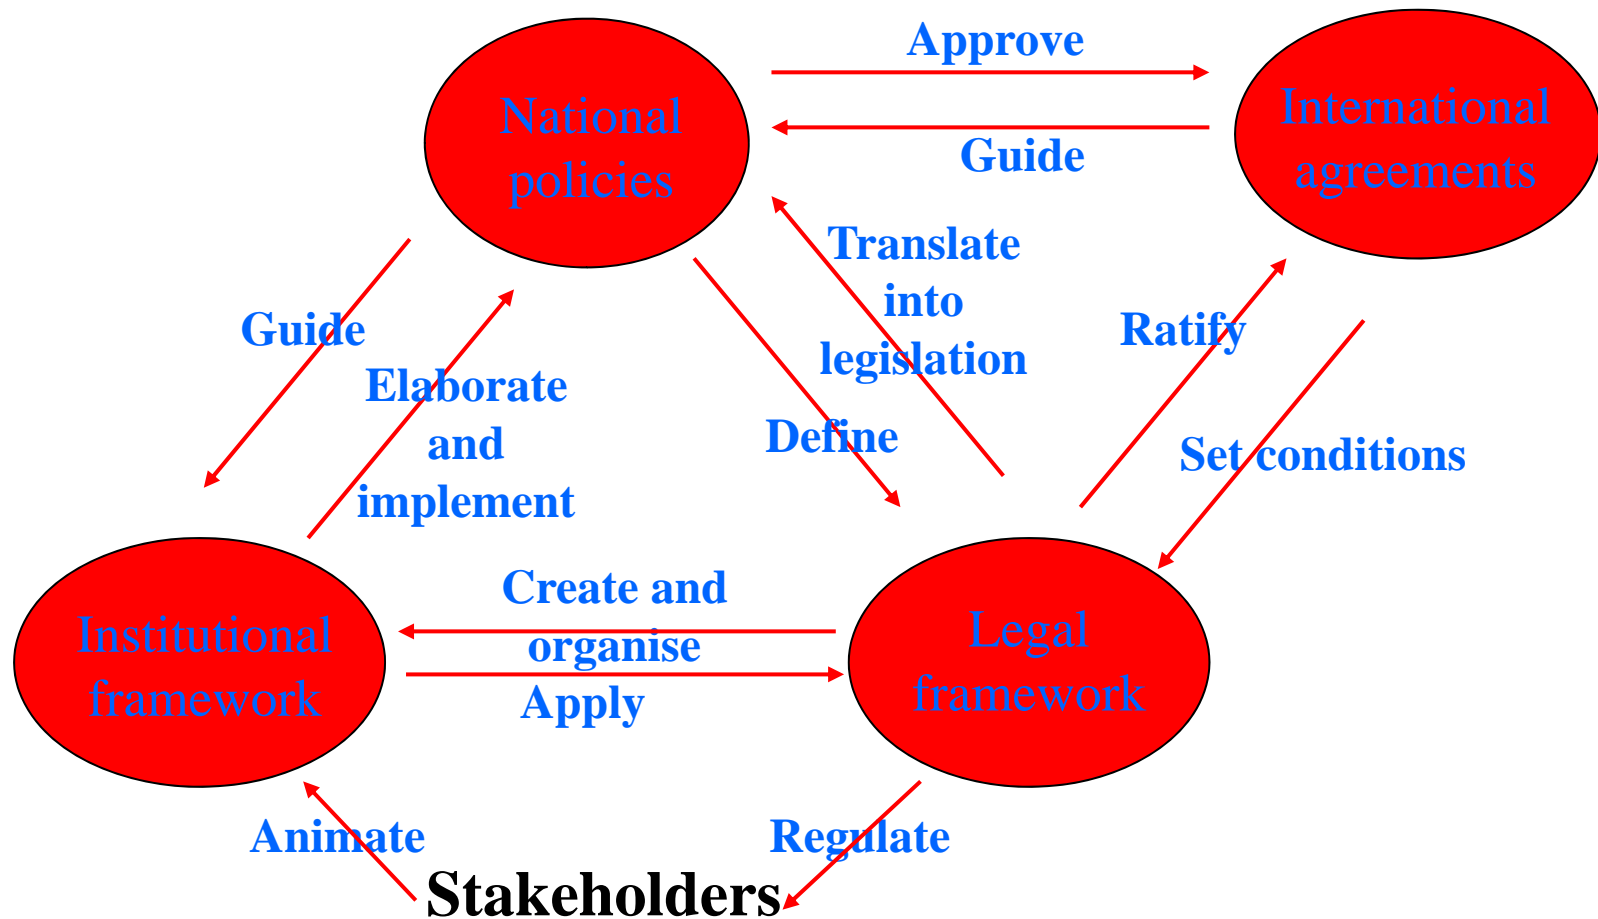 Approve
National
policies
International
agreements
Guide
Translate
into
legislation
Guide
Ratify
Elaborate
and
implement
Define
Set conditions
Create and
organise
Apply
Institutional
framework
Legal
framework
Animate
Regulate
Stakeholders